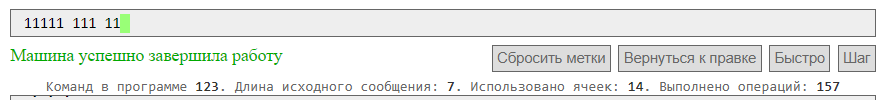 11111 111 11
Машина успешно завершила работу
Сбросить метки Вернуться к правке Быстро Шаг
Команд в программе 123. Длина исходного сообщения: 7. Использовано ячеек: 14. Выполнено операций: 157